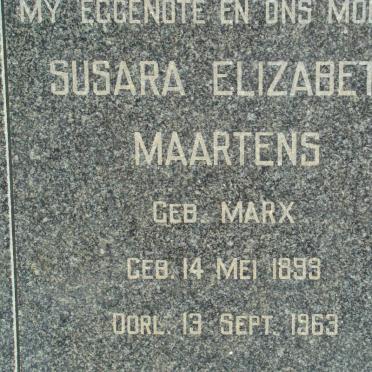 MY EGGENOTE EN ONS MO
SUSARA ELIZABET
MAARTENS
GEB. MARX
GEB. 14 MEI 1893
OORL. 13 SEPT. 1963